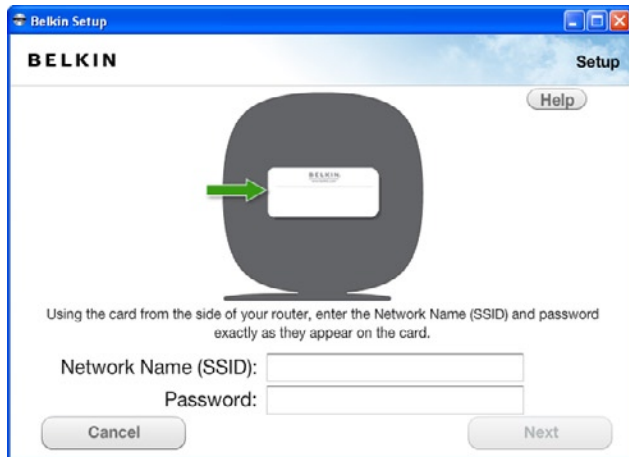 Belkin Setup
BELKIN
Setup
Help
BELKIN
Using the card from the side of your router, enter the Network Name (SSID) and password
exactly as they appear on the card.
Network Name (SSID):
Password:
Cancel
Next